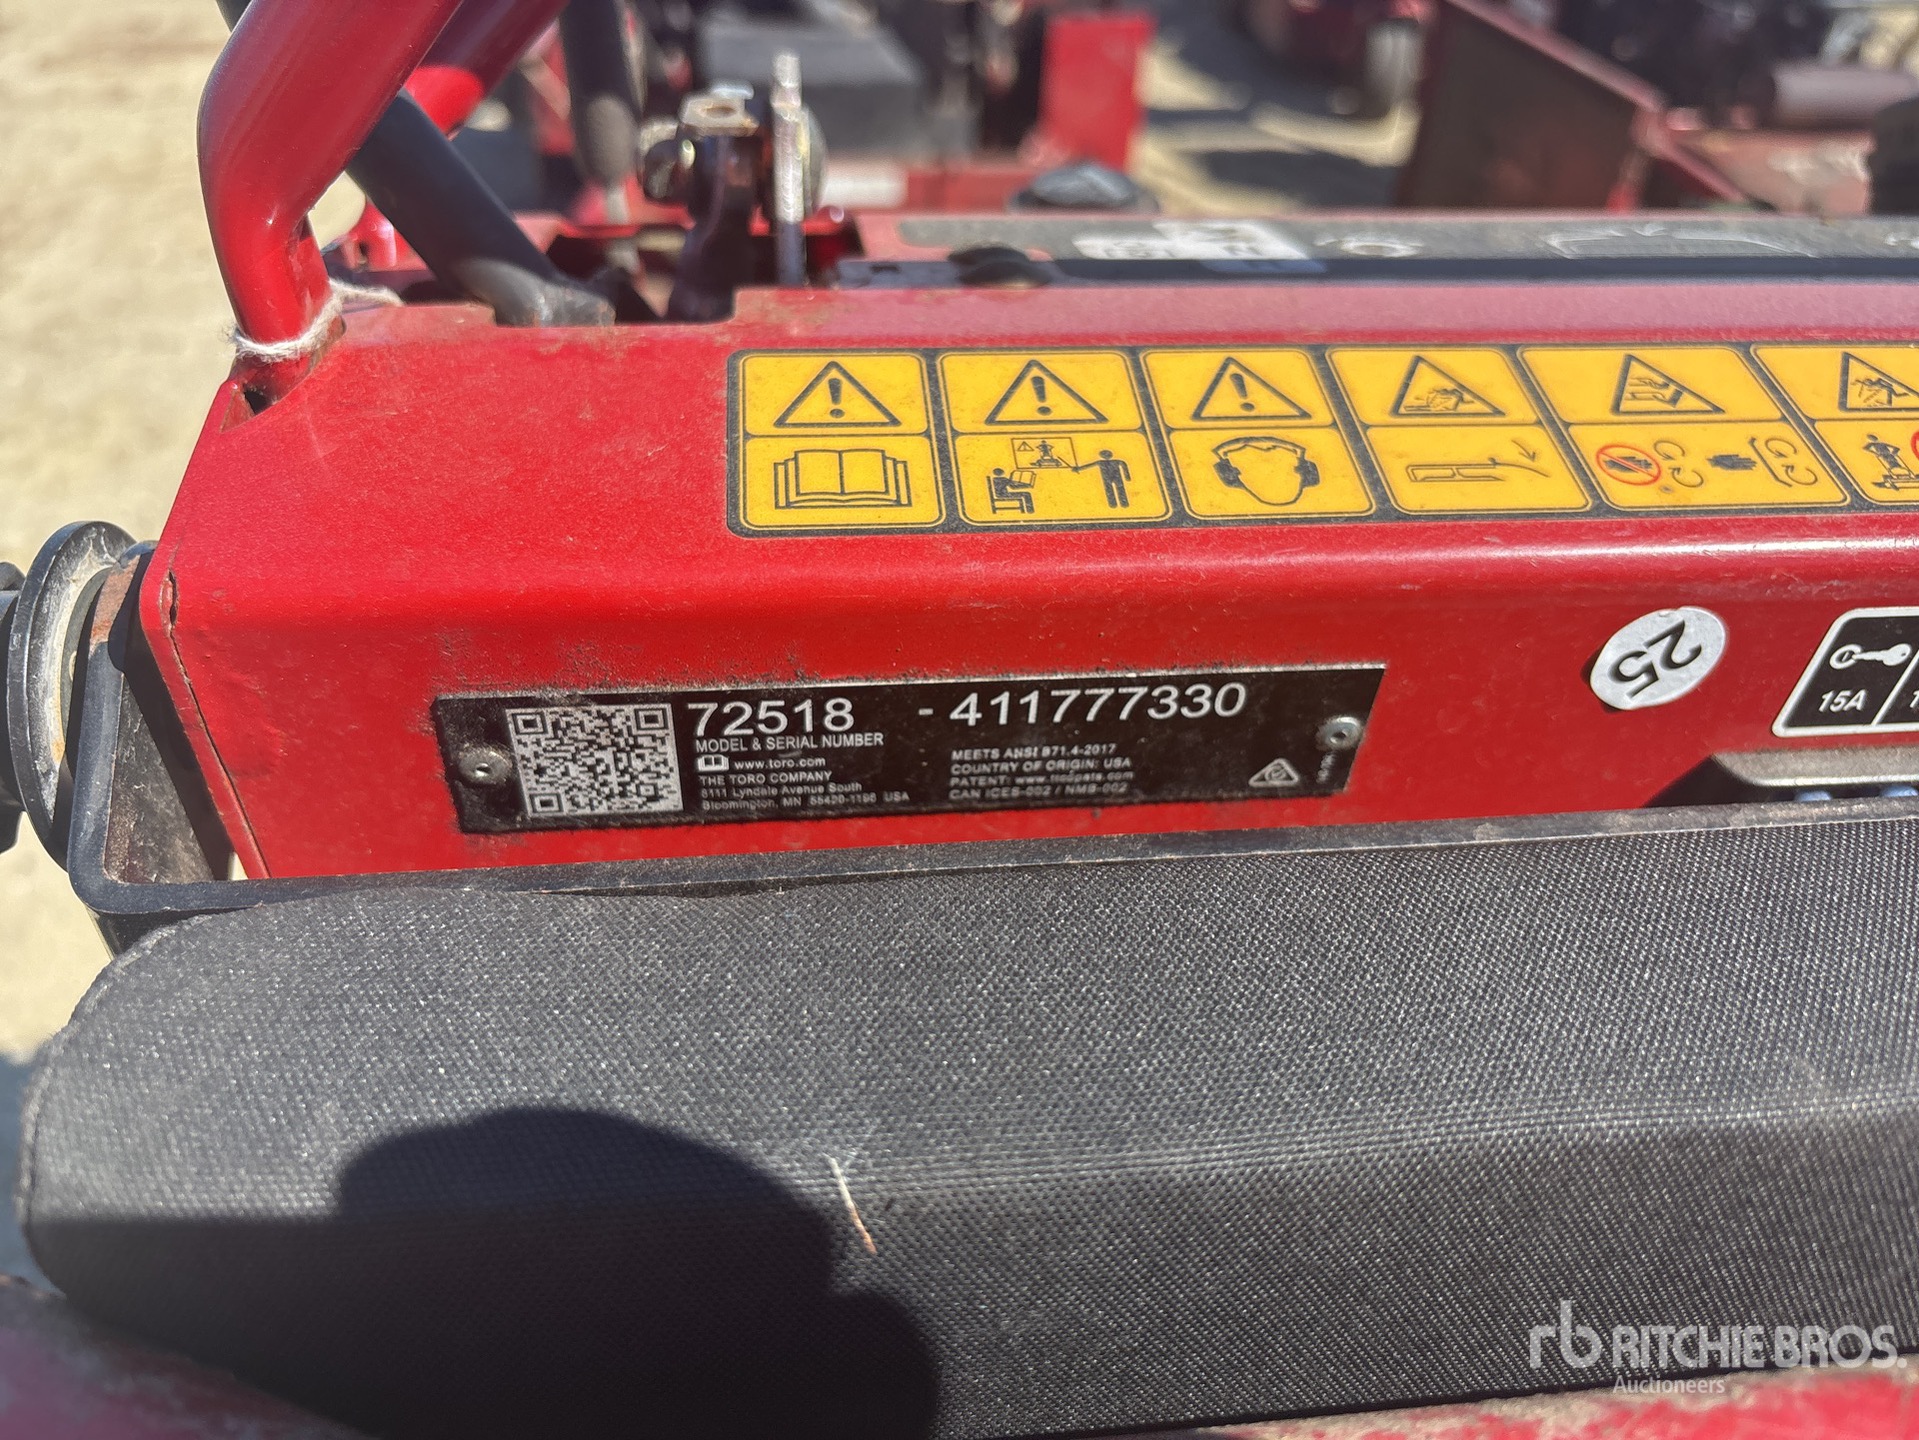 25
15A
72518 - 411777330
MODEL & SERIAL NUMBER
www.toro.com
THE TORO COMPANY
8111 Lyndale Avenue South
Bloomington, MN 55420-1196 USA
MEETS ANSI B71.4-2017
COUNTRY OF ORIGIN: USA
PATENT: www.ttcopats.com
CAN ICES-002 / NMB-002
rb RITCHIE BROS.
Auctioneers